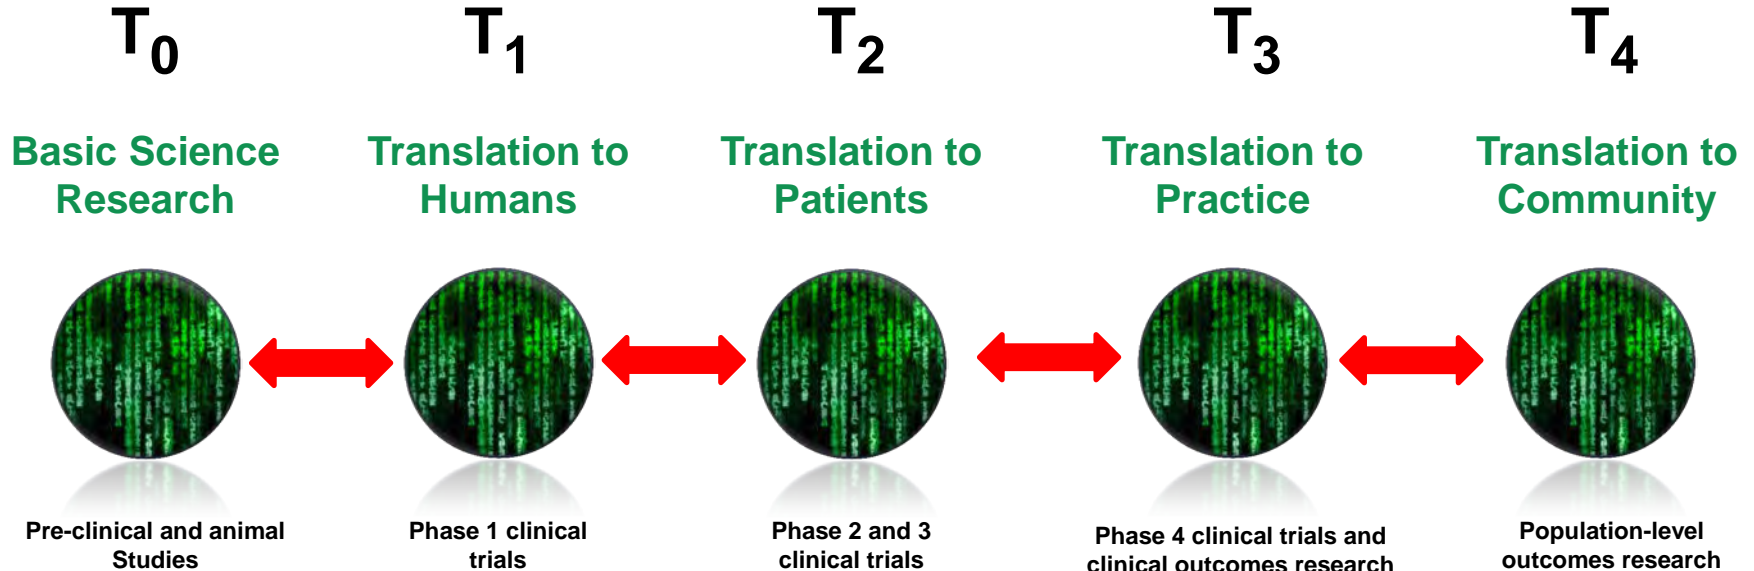 T0
T1
T2
T3
T4
Basic Science
Research
Translation to
Humans
Translation to
Patients
Translation to
Practice
Translation to
Community
Pre-clinical and animal
Studies
Phase 1 clinical
trials
Phase 2 and 3
clinical trials
Phase 4 clinical trials and
clinical outcomes research
Population-level
outcomes research